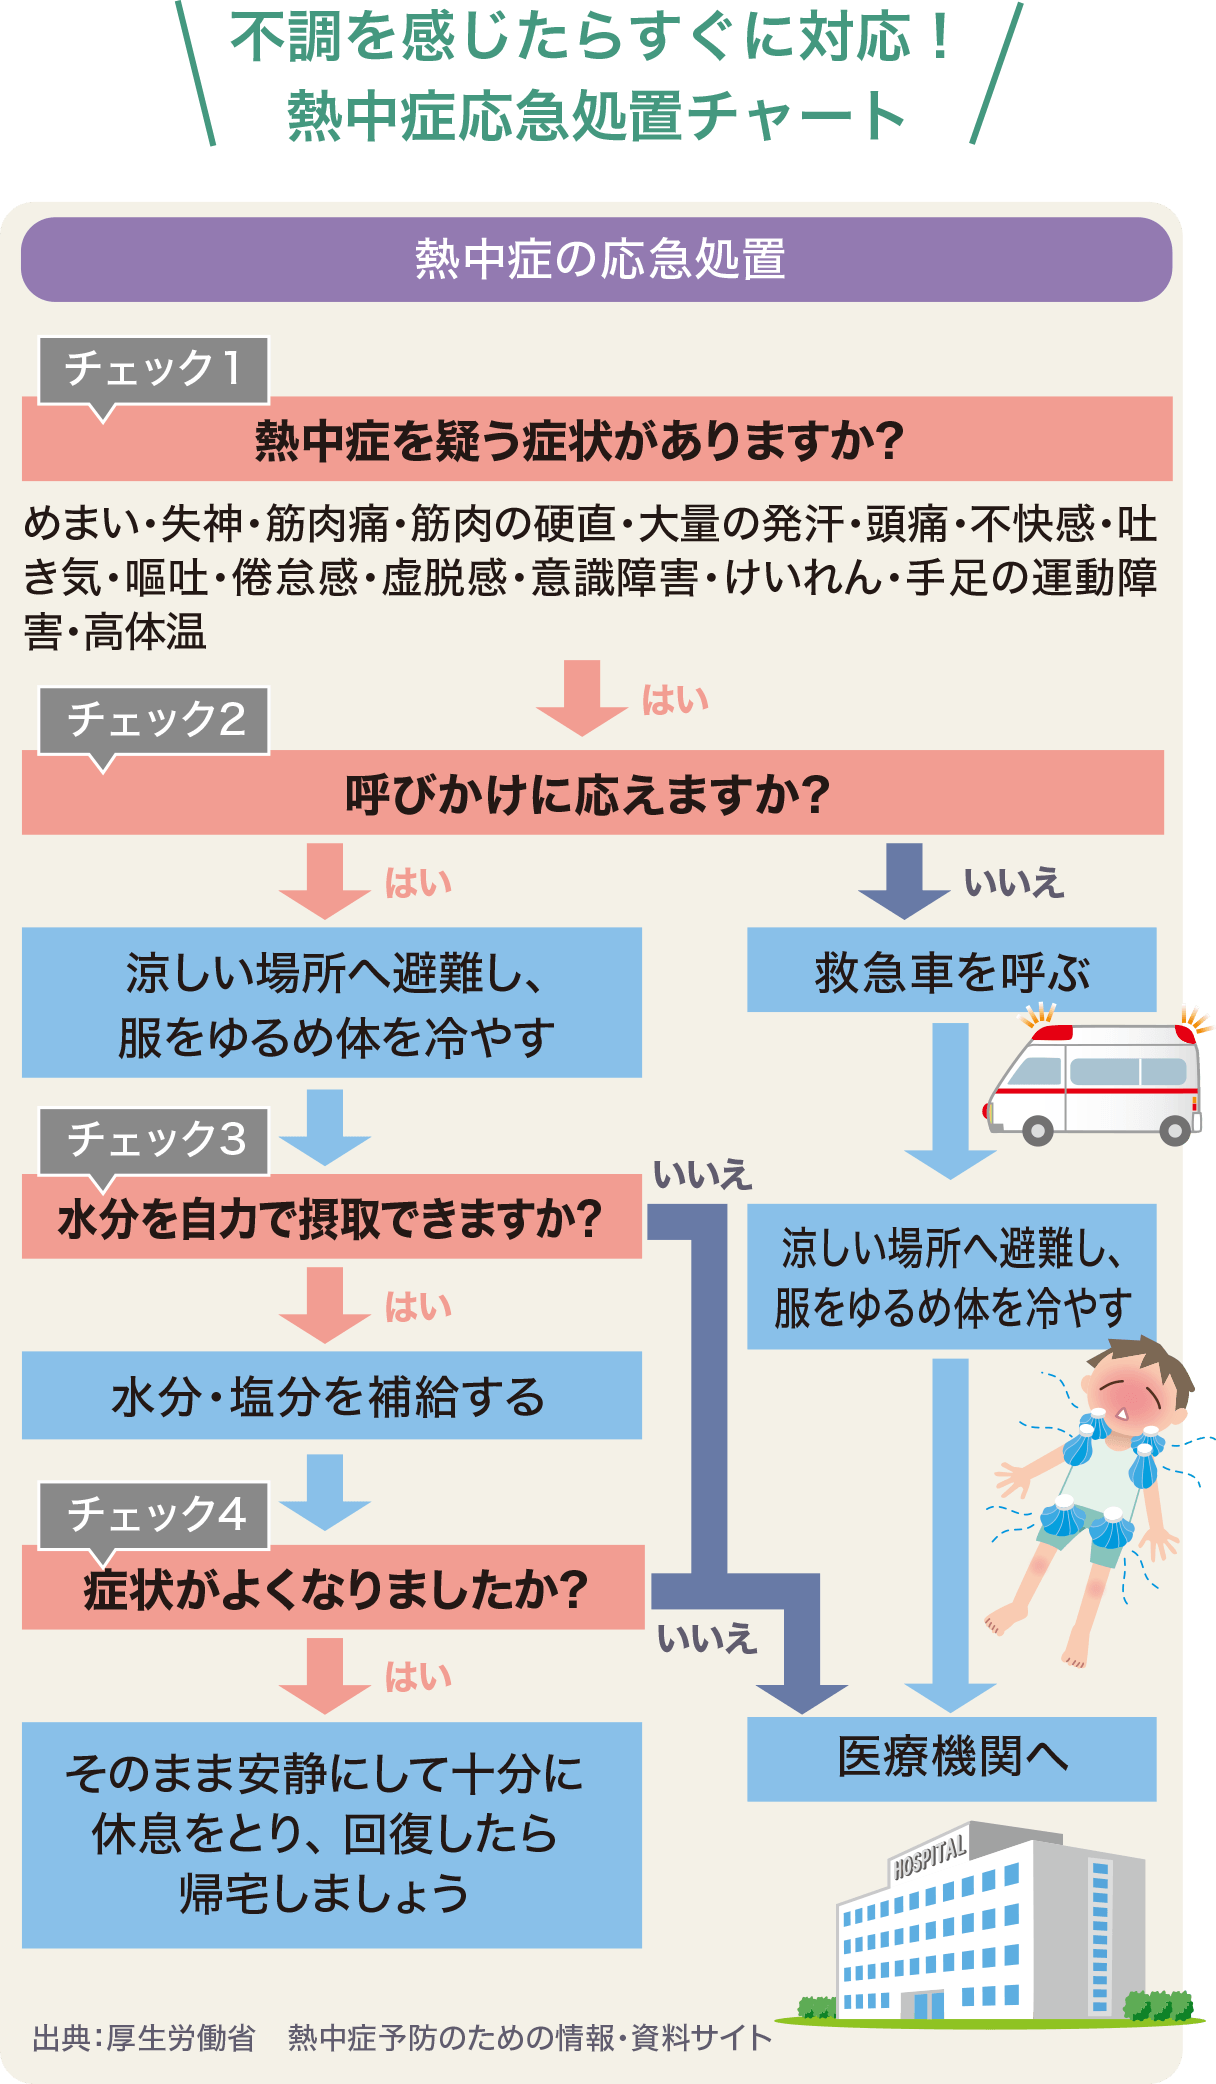 不調を感じたらすぐに対応！
熱中症応急処置チャート
熱中症の応急処置
チェック1
熱中症を疑う症状がありますか?
めまい・失神・筋肉痛・筋肉の硬直・大量の発汗・頭痛・不快感・吐
き気・嘔吐・倦怠感・虚脱感・意識障害・けいれん・手足の運動障
害・高体温
はい
チェック2
呼びかけに応えますか?
はい
いいえ
涼しい場所へ避難し、
服をゆるめ体を冷やす
救急車を呼ぶ
チェック3
水分を自力で摂取できますか?
いいえ
涼しい場所へ避難し、
服をゆるめ体を冷やす
はい
水分・塩分を補給する
チェック4
症状がよくなりましたか?
いいえ
はい
そのまま安静にして十分に
休息をとり、回復したら
帰宅しましょう
医療機関へ
HOSPITAL
出典：厚生労働省　熱中症予防のための情報・資料サイト